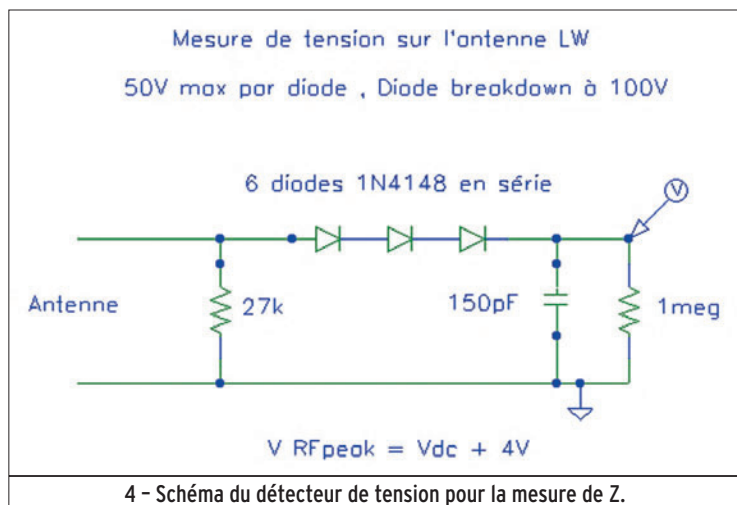 Mesure de tension sur l'antenne LW
50V max par diode , Diode breakdown à 100V
6 diodes 1N4148 en série
V
Antenne
27k
150pF
1meg
V RFpeak = Vdc + 4V
4 – Schéma du détecteur de tension pour la mesure de Z.